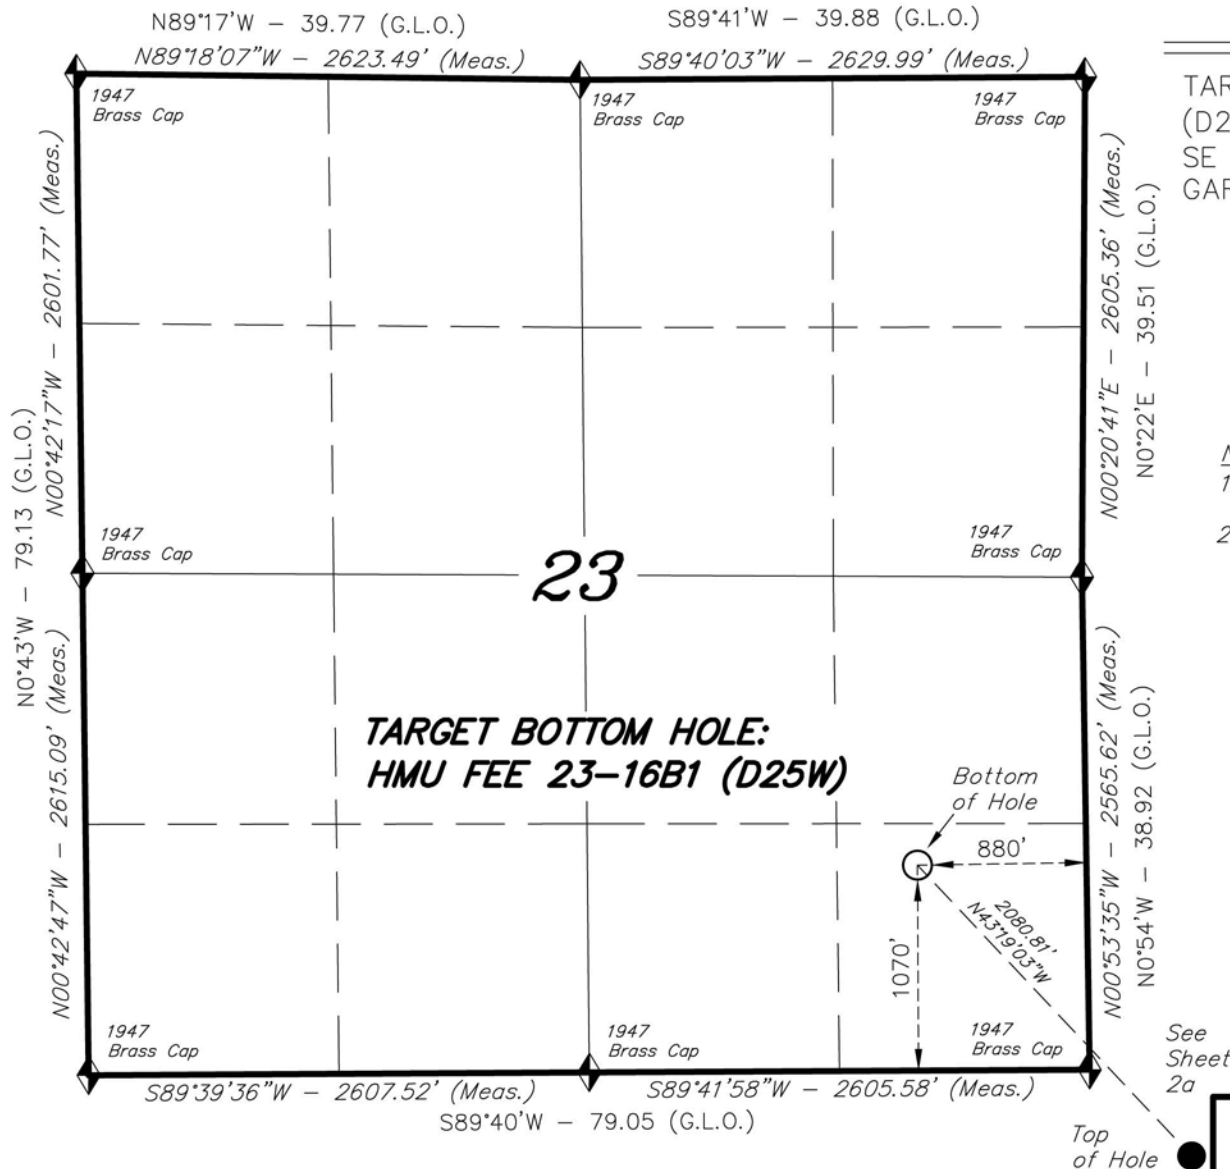 N89°17'W – 39.77 (G.L.O.)
S89°41'W – 39.88 (G.L.O.)
N89°18'07"W – 2623.49' (Meas.)
S89°40'03"W – 2629.99' (Meas.)
1947
Brass Cap
1947
Brass Cap
1947
Brass Cap
TAR
(D2
SE
GAR
N00°42'17"W – 2601.77' (Meas.)
N00°20'41"E – 2605.36' (Meas.)
N0°22'E – 39.51 (G.L.O.)
N0°43'W – 79.13 (G.L.O.)
1
2
1947
Brass Cap
23
1947
Brass Cap
N00°42'47"W – 2615.09' (Meas.)
TARGET BOTTOM HOLE:
HMU FEE 23–16B1 (D25W)
Bottom
of Hole
880'
1070'
2080.81'
N43°19'03"W
N00°53'35"W – 2565.62' (Meas.)
N0°54'W – 38.92 (G.L.O.)
1947
Brass Cap
1947
Brass Cap
1947
Brass Cap
See
Sheet
2a
S89°39'36"W – 2607.52' (Meas.)
S89°41'58"W – 2605.58' (Meas.)
S89°40'W – 79.05 (G.L.O.)
Top
of Hole